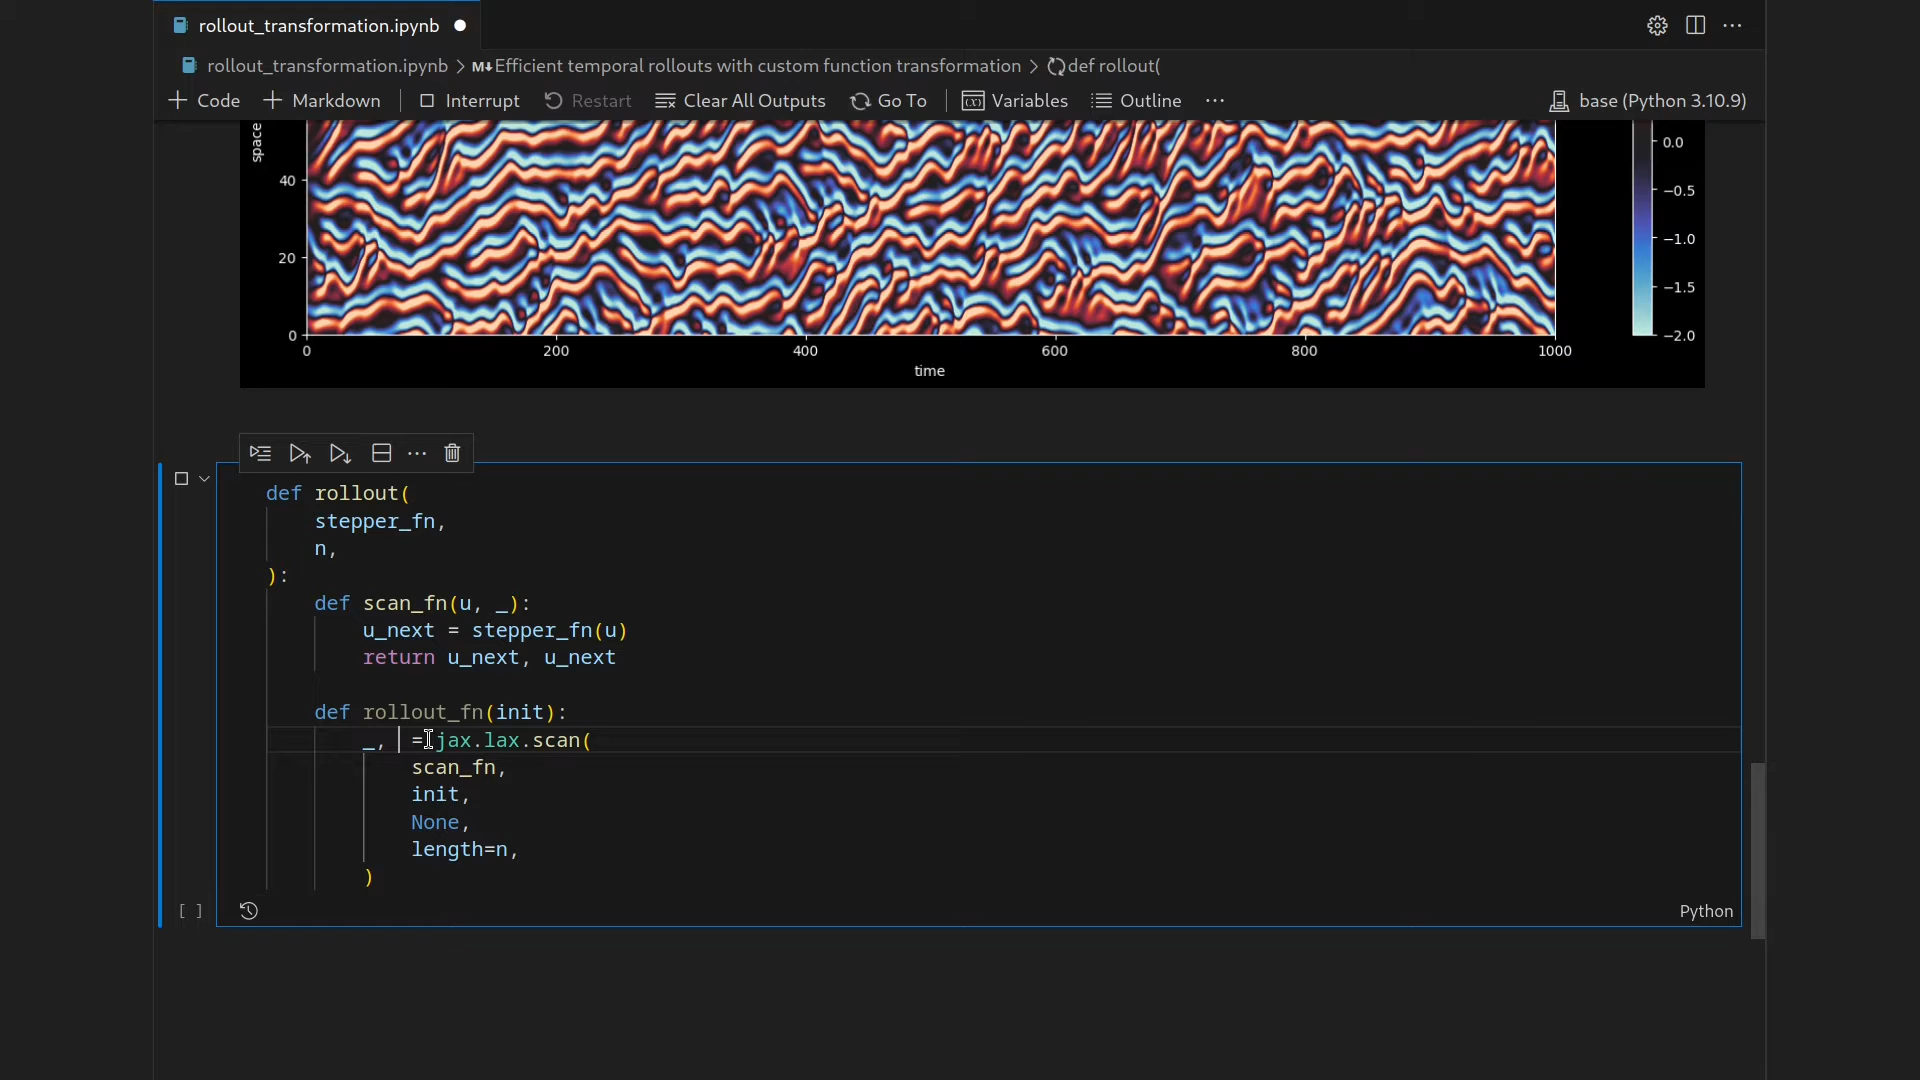 rollout_transformation.ipynb
rollout_transformation.ipynb > M↓ Efficient temporal rollouts with custom function transformation > def rollout(
+ Code + Markdown Interrupt Restart Clear All Outputs Go To Variables Outline ... base (Python 3.10.9)
space
40
20
0
0 200 400 600 800 1000
time
0.0
−0.5
−1.0
−1.5
−2.0
def rollout(
    stepper_fn,
    n,
):
    def scan_fn(u, _):
        u_next = stepper_fn(u)
        return u_next, u_next

    def rollout_fn(init):
        _, = jax.lax.scan(
            scan_fn,
            init,
            None,
            length=n,
        )
[ ] Python